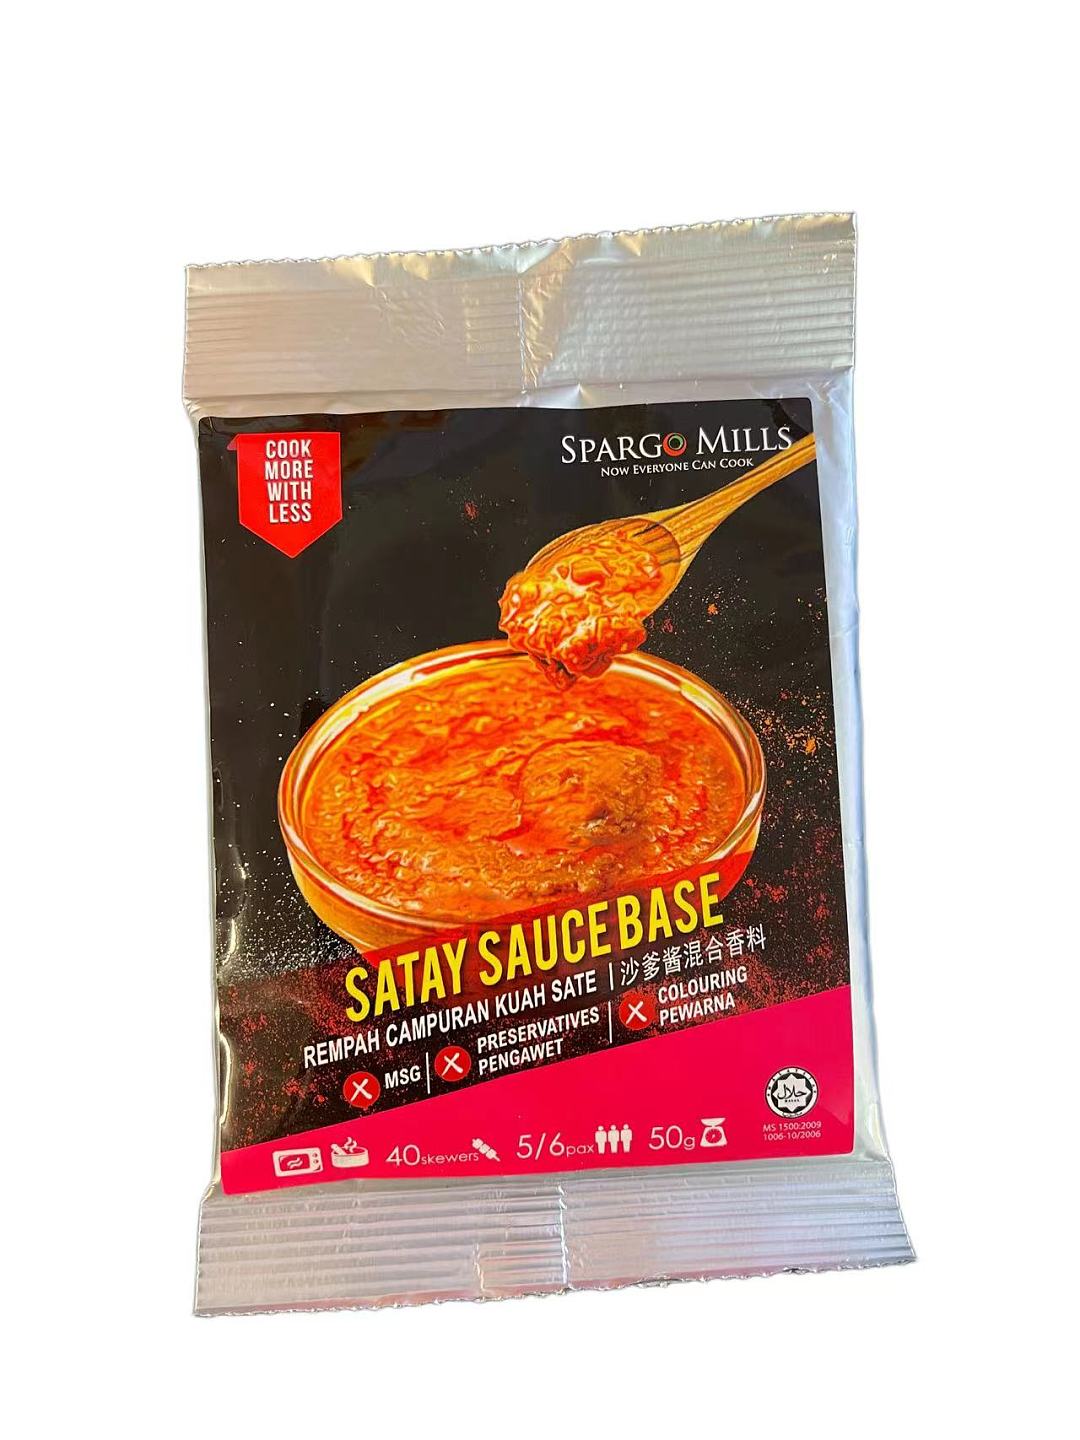 COOK
MORE
WITH
LESS
SPARGO MILLS
NOW EVERYONE CAN COOK
SATAY SAUCE BASE
REMPAH CAMPURAN KUAH SATE | 沙爹酱混合香料
MSG
PRESERVATIVES
PENGAWET
COLOURING
PEWARNA
40skewers
5/6pax
50g
حلال
MS 1500:2009
1006-10/2006